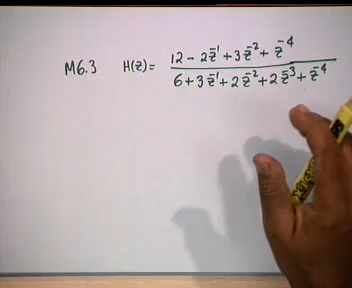 M6.3 H(z) = 12 - 2z⁻¹ + 3z⁻² + z⁻⁴
6 + 3z⁻¹ + 2z⁻² + 2z⁻³ + z⁻⁴